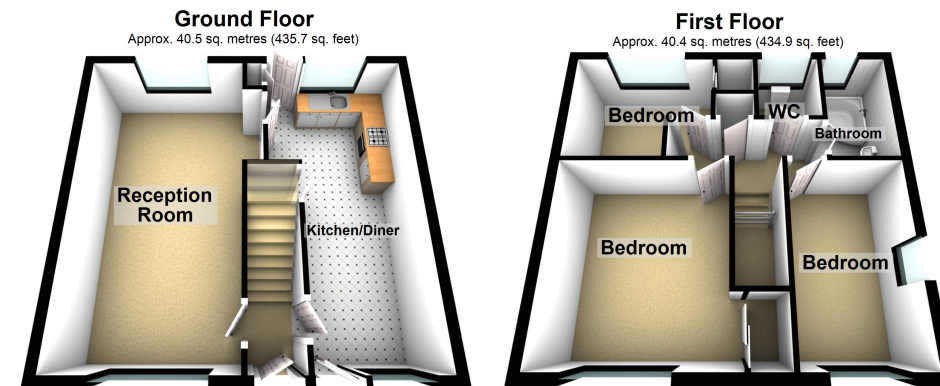 Ground Floor
Approx. 40.5 sq. metres (435.7 sq. feet)
Reception
Room
Kitchen/Diner
First Floor
Approx. 40.4 sq. metres (434.9 sq. feet)
Bedroom
WC
Bathroom
Bedroom
Bedroom